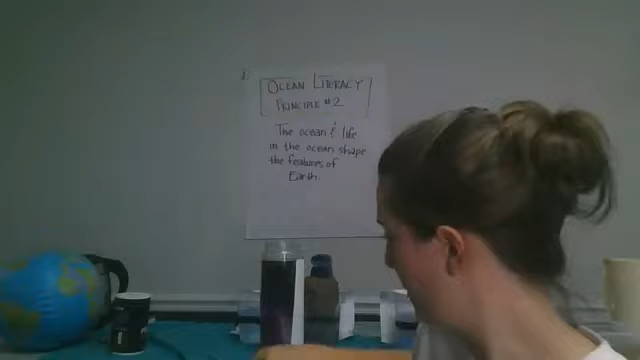 OCEAN LITERACY
PRINCIPLE #2
The ocean & life
in the ocean shape
the features of
Earth.